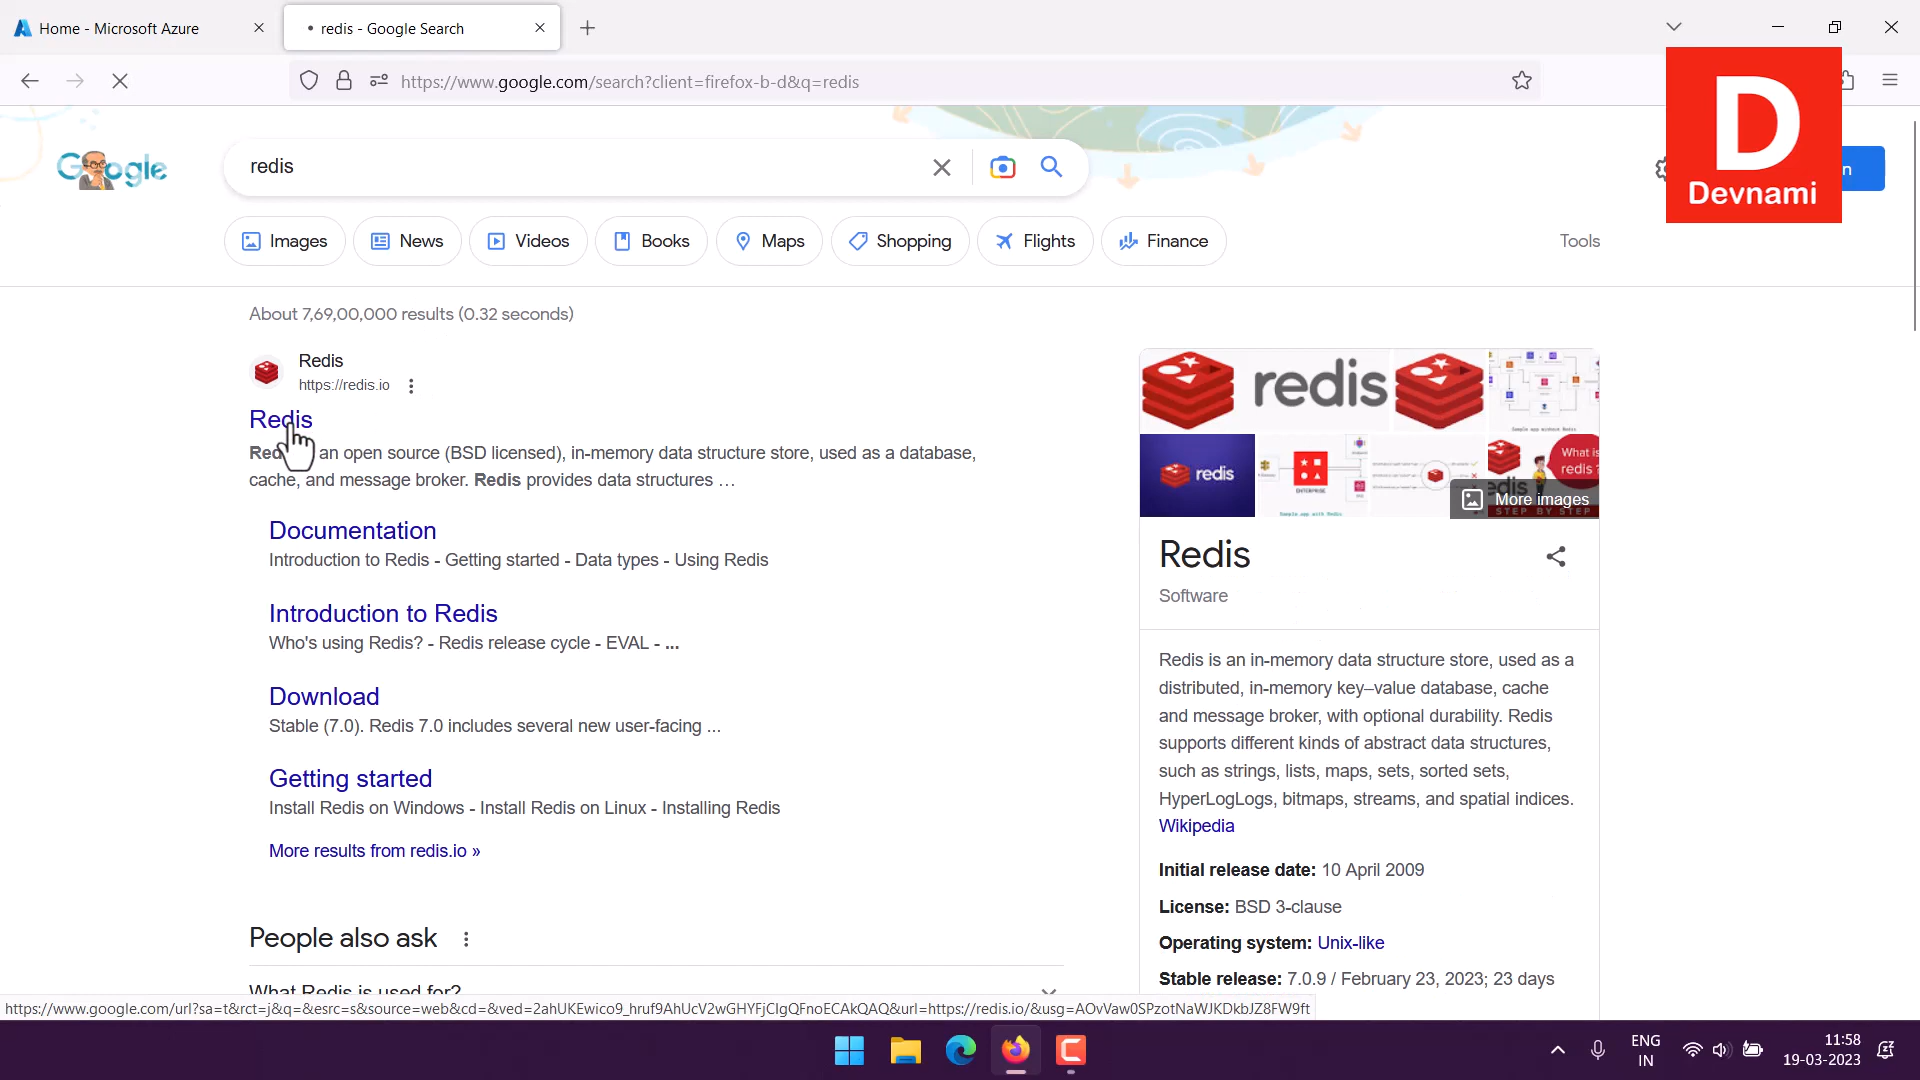 Home - Microsoft Azure
redis - Google Search
https://www.google.com/search?client=firefox-b-d&q=redis
D
Devnami
Google
redis
n
Images
News
Videos
Books
Maps
Shopping
Flights
Finance
Tools
About 7,69,00,000 results (0.32 seconds)
Redis
https://redis.io
Redis
an open source (BSD licensed), in-memory data structure store, used as a database,
cache, and message broker. Redis provides data structures ...
Documentation
Introduction to Redis - Getting started - Data types - Using Redis
Introduction to Redis
Who's using Redis? - Redis release cycle - EVAL - ...
Download
Stable (7.0). Redis 7.0 includes several new user-facing ...
Getting started
Install Redis on Windows - Install Redis on Linux - Installing Redis
More results from redis.io »
People also ask
What Redis is used for?
redis
redis
What is
redis ?
STEP BY STEP
More images
Redis
Software
Redis is an in-memory data structure store, used as a
distributed, in-memory key–value database, cache
and message broker, with optional durability. Redis
supports different kinds of abstract data structures,
such as strings, lists, maps, sets, sorted sets,
HyperLogLogs, bitmaps, streams, and spatial indices.
Wikipedia
Initial release date: 10 April 2009
License: BSD 3-clause
Operating system: Unix-like
Stable release: 7.0.9 / February 23, 2023; 23 days
https://www.google.com/url?sa=t&rct=j&q=&esrc=s&source=web&cd=&ved=2ahUKEwico9_hruf9AhUcV2wGHYFjCIgQFnoECAkQAQ&url=https://redis.io/&usg=AOvVaw0SPzotNaWJKDkbJZ8FW9ft
ENG
IN
11:58
19-03-2023